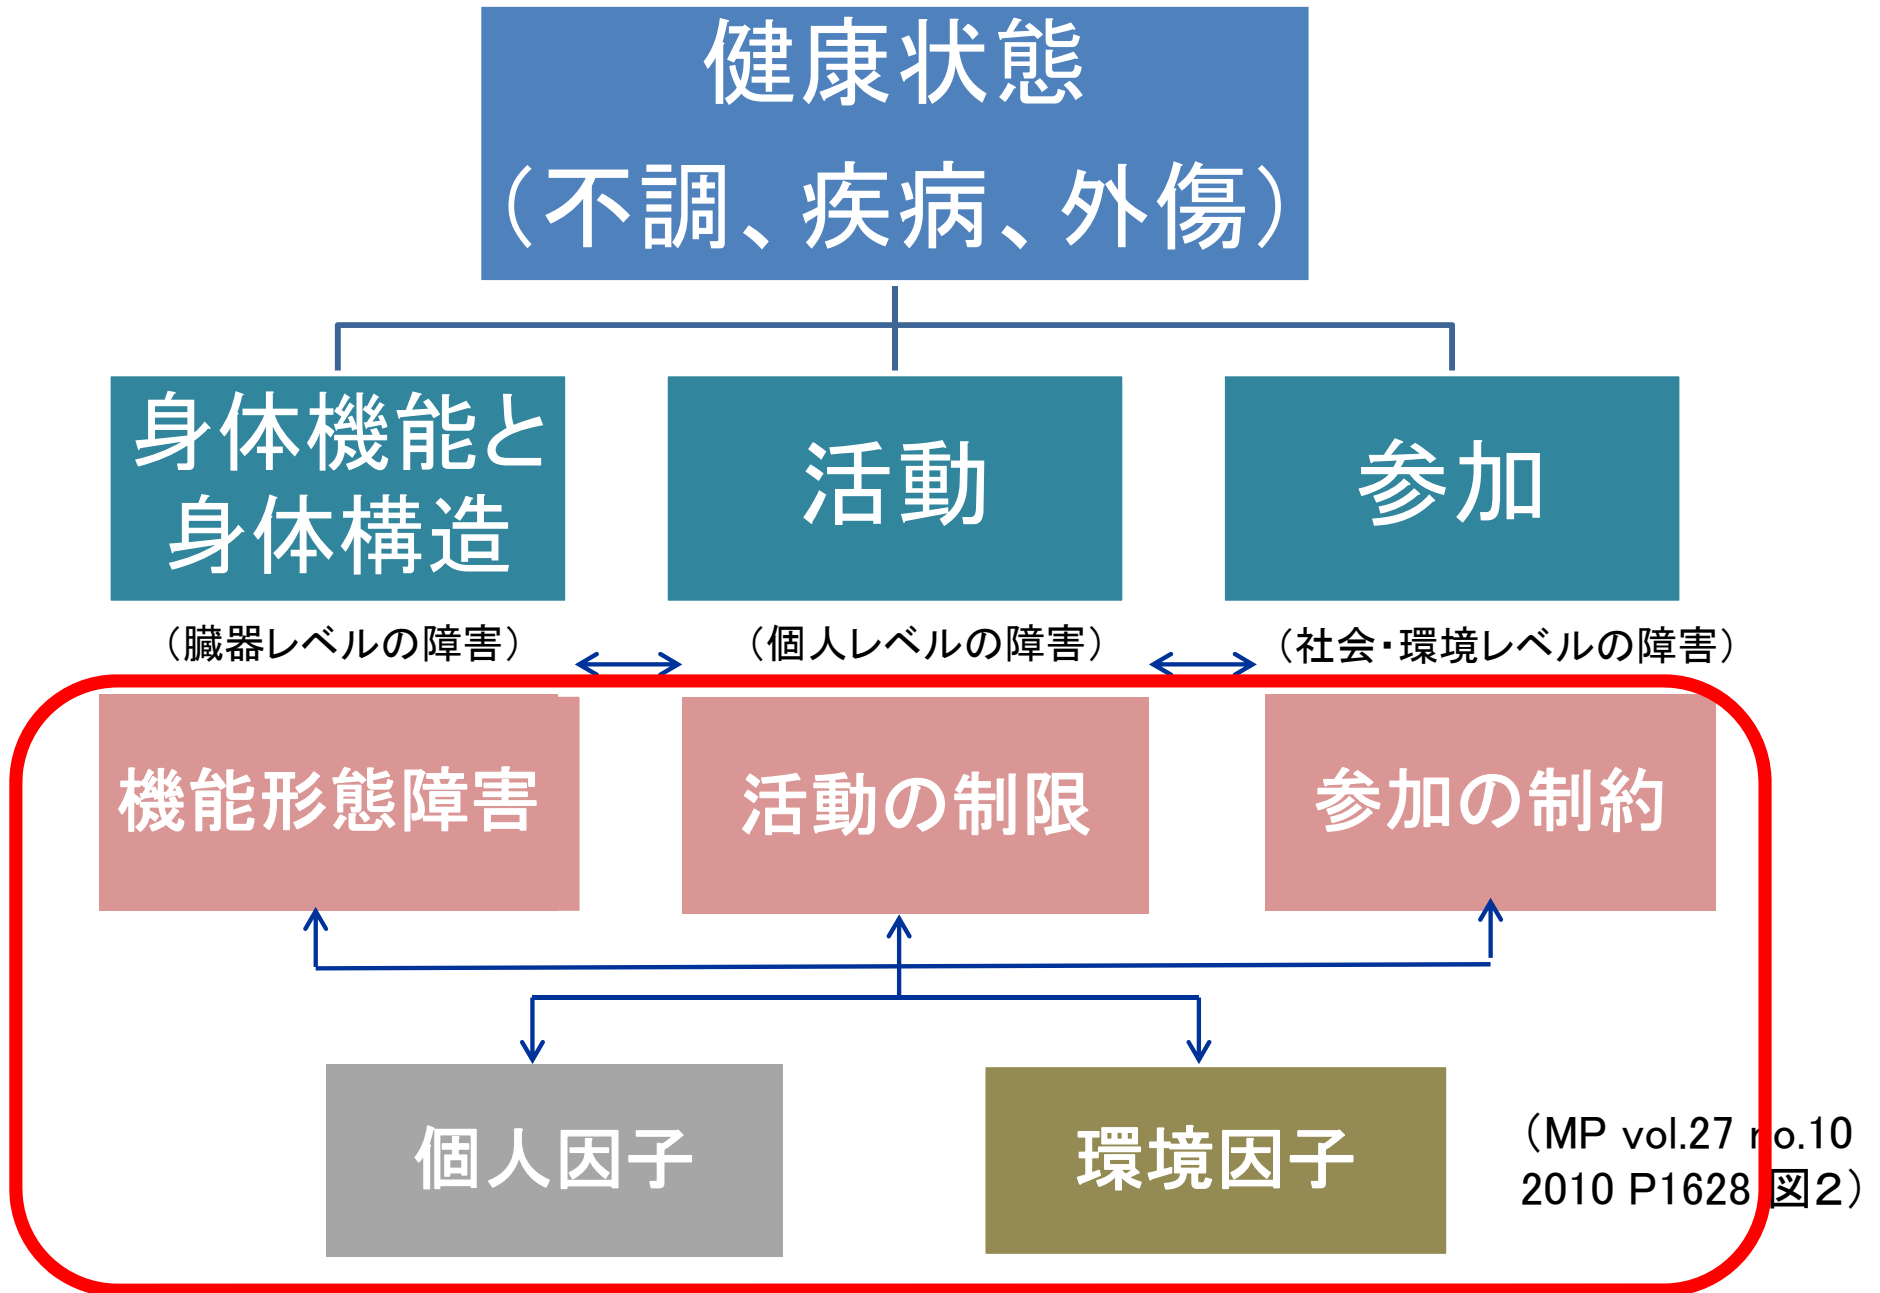 健康状態
（不調、疾病、外傷）
身体機能と
身体構造
活動
参加
（臓器レベルの障害）
（個人レベルの障害）
（社会・環境レベルの障害）
機能形態障害
活動の制限
参加の制約
個人因子
環境因子
（MP vol.27 no.10
2010 P1628 図２）